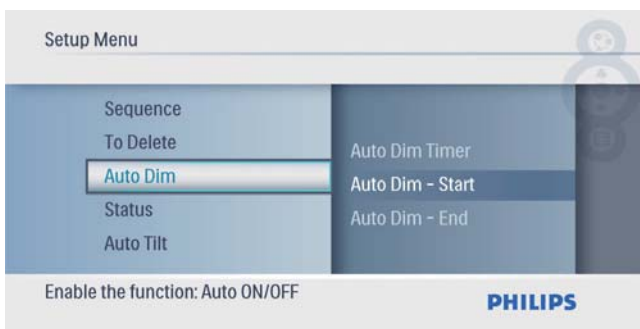 Setup Menu
Sequence
To Delete
Auto Dim
Status
Auto Tilt
Auto Dim Timer
Auto Dim - Start
Auto Dim - End
Enable the function: Auto ON/OFF
PHILIPS